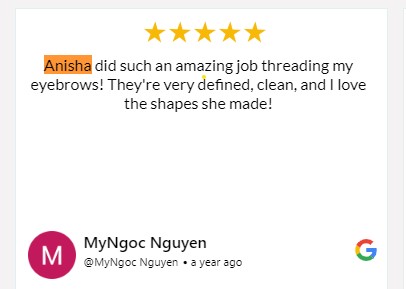 Anisha did such an amazing job threading my
eyebrows! They're very defined, clean, and I love
the shapes she made!
M
MyNgoc Nguyen
@MyNgoc Nguyen • a year ago
G